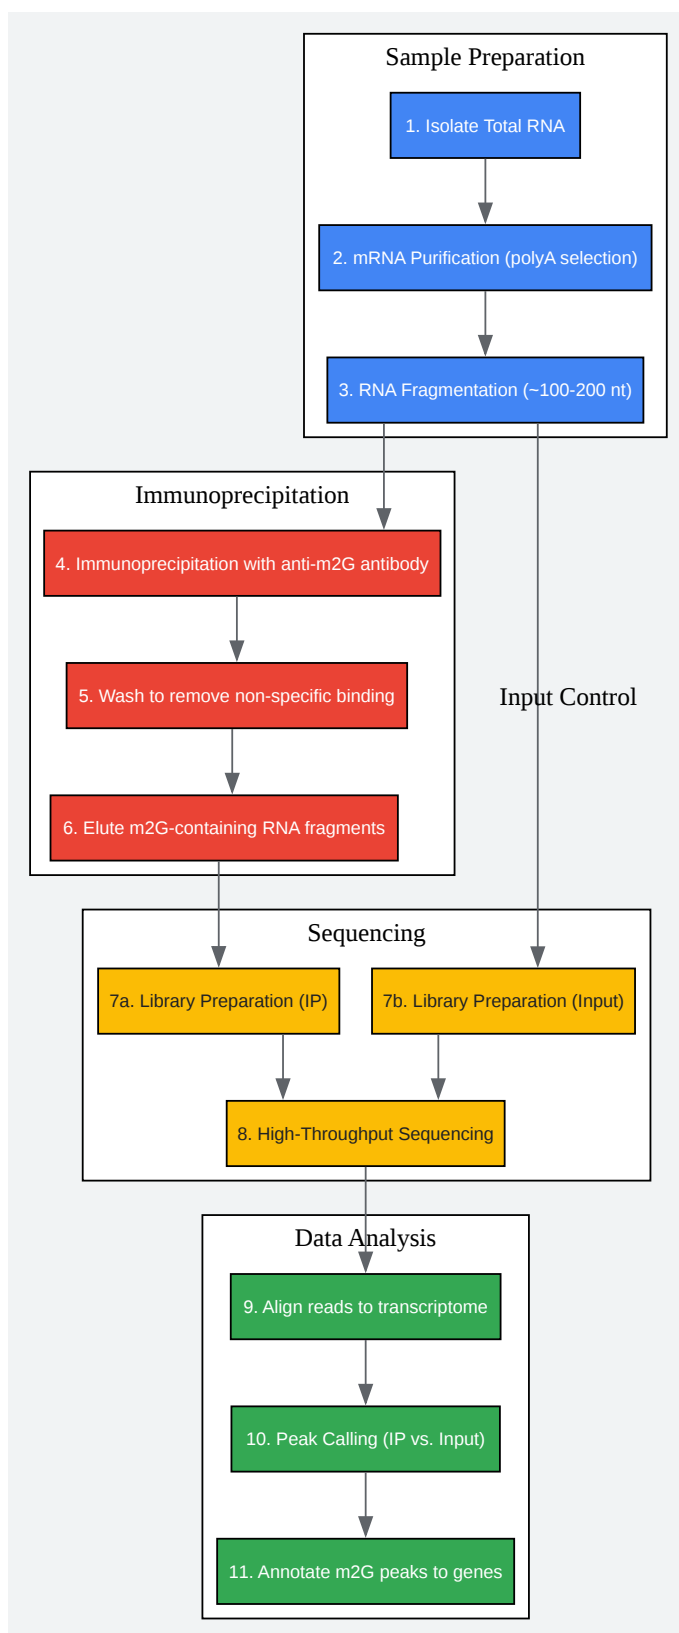 Sample Preparation
1. Isolate Total RNA
2. mRNA Purification (polyA selection)
3. RNA Fragmentation (~100-200 nt)
Immunoprecipitation
4. Immunoprecipitation with anti-m2G antibody
5. Wash to remove non-specific binding
Input Control
6. Elute m2G-containing RNA fragments
Sequencing
7a. Library Preparation (IP)
7b. Library Preparation (Input)
8. High-Throughput Sequencing
Data Analysis
9. Align reads to transcriptome
10. Peak Calling (IP vs. Input)
11. Annotate m2G peaks to genes